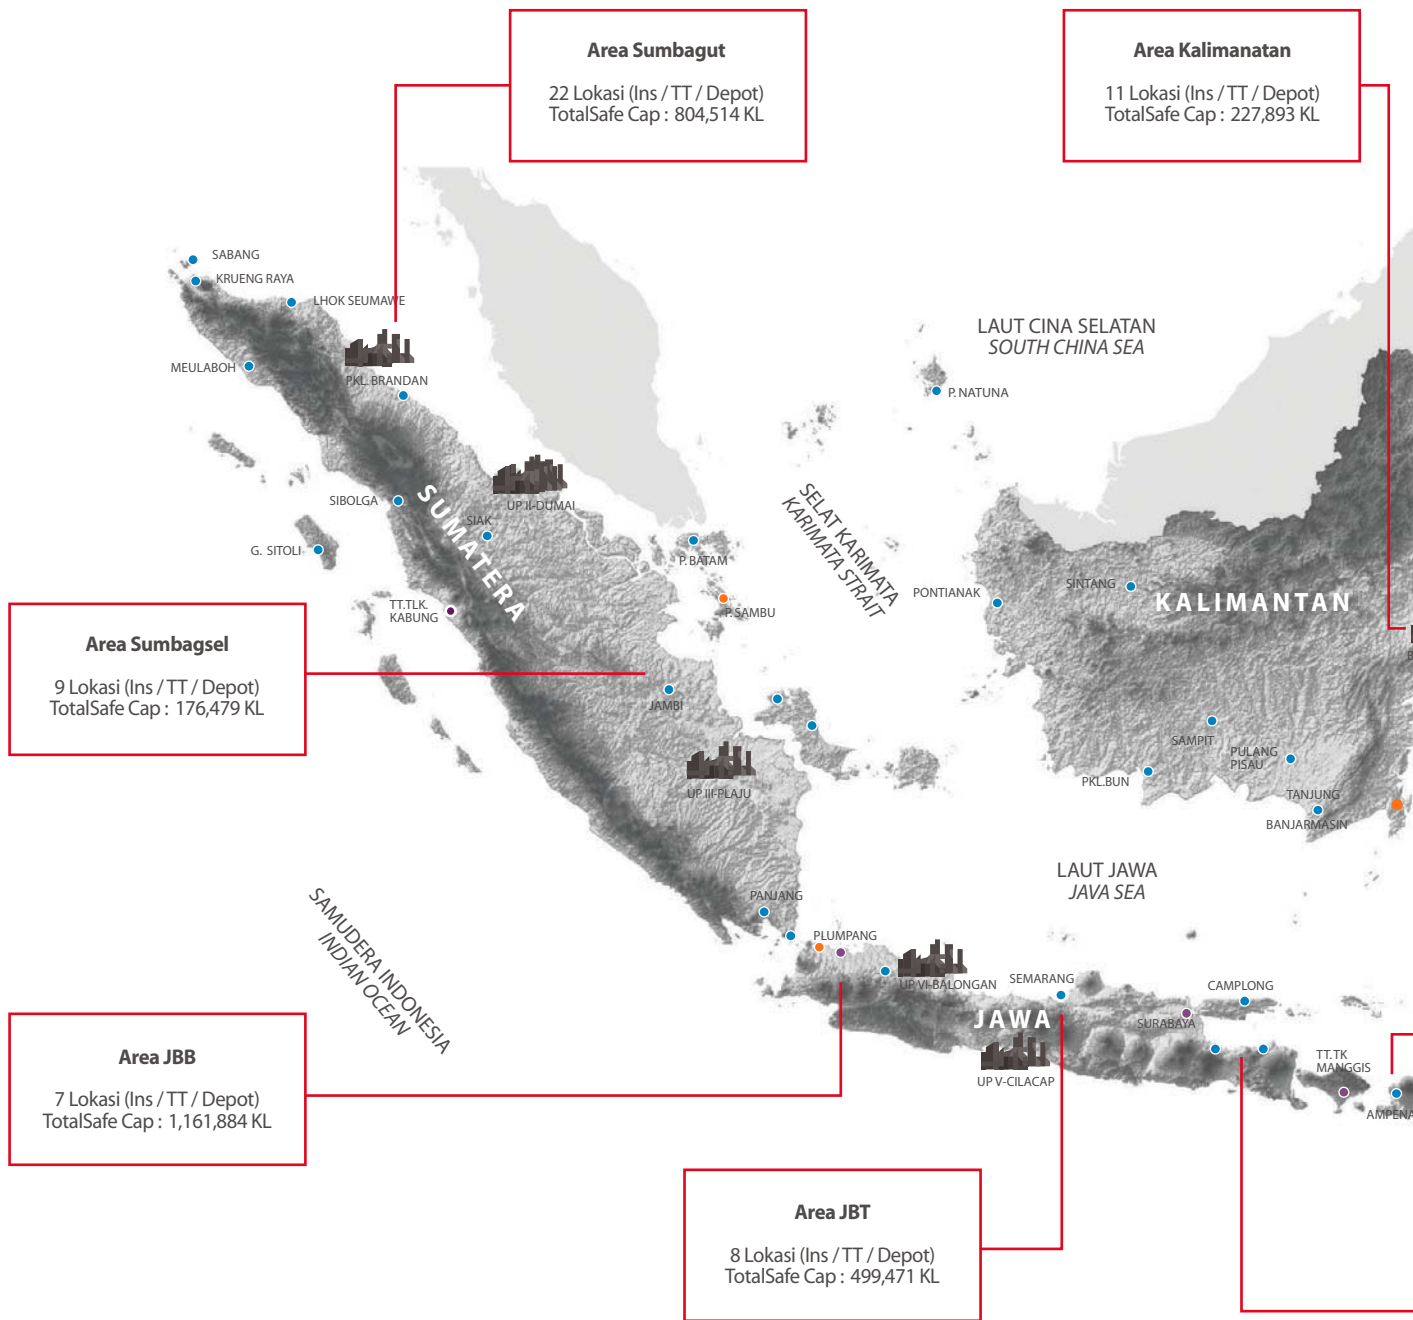 Area Sumbagut
22 Lokasi (Ins / TT / Depot)
TotalSafe Cap : 804,514 KL
Area Kalimanatan
11 Lokasi (Ins / TT / Depot)
TotalSafe Cap : 227,893 KL
SABANG
KRUENG RAYA
LHOK SEUMAWE
MEULABOH
PKL. BRANDAN
LAUT CINA SELATAN
SOUTH CHINA SEA
P. NATUNA
SIBOLGA
SUMATERA
UP II-DUMAI
SIAK
G. SITOLI
P. BATAM
SELAT KARIMATA
KARIMATA STRAIT
TT.TLK.
KABUNG
P.SAMBU
PONTIANAK
SINTANG
KALIMANTAN
Area Sumbagsel
9 Lokasi (Ins / TT / Depot)
TotalSafe Cap : 176,479 KL
JAMBI
UP III-PLAJU
SAMPIT
PULANG
PISAU
PKL.BUN
TANJUNG
BANJARMASIN
LAUT JAWA
JAVA SEA
SAMUDERA INDONESIA
INDIAN OCEAN
PANJANG
PLUMPANG
UP VI-BALONGAN
SEMARANG
CAMPLONG
JAWA
SURABAYA
UP V-CILACAP
TT.TK
MANGGIS
AMPENA
Area JBB
7 Lokasi (Ins / TT / Depot)
TotalSafe Cap : 1,161,884 KL
Area JBT
8 Lokasi (Ins / TT / Depot)
TotalSafe Cap : 499,471 KL